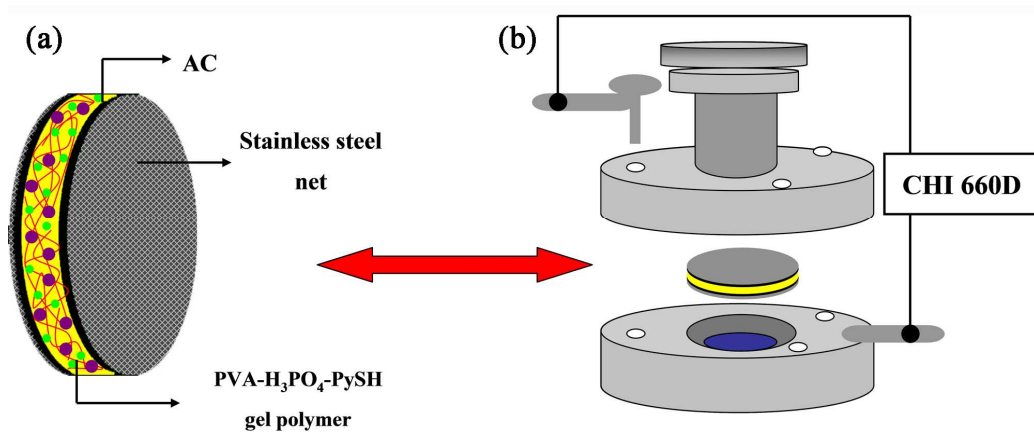 (a)
AC
Stainless steel
net
PVA-H₃PO₄-PySH
gel polymer
(b)
CHI 660D